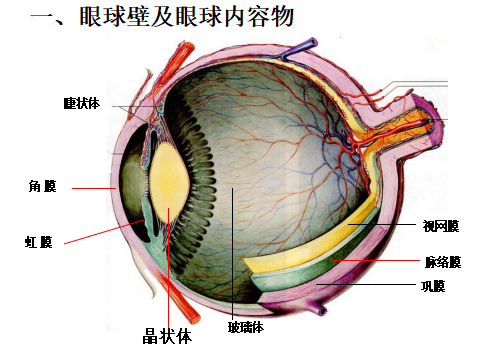 一、眼球壁及眼球内容物
睫状体
角膜
虹膜
晶状体
玻璃体
视网膜
脉络膜
巩膜